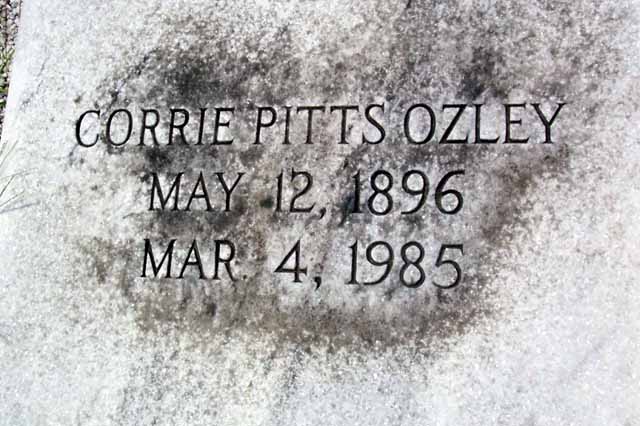 CORRIE PITTS OZLEY
MAY 12, 1896
MAR. 4, 1985